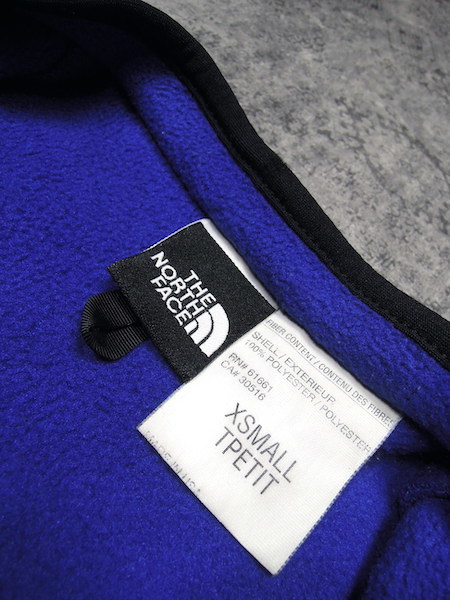 THE
NORTH
FACE
FIBER CONTENT/CONTENU DES FIBRES
SHELL/EXTERIEUR
100% POLYESTER/POLYESTER
RN# 61661
CA# 30516
XSMALL
TPETIT